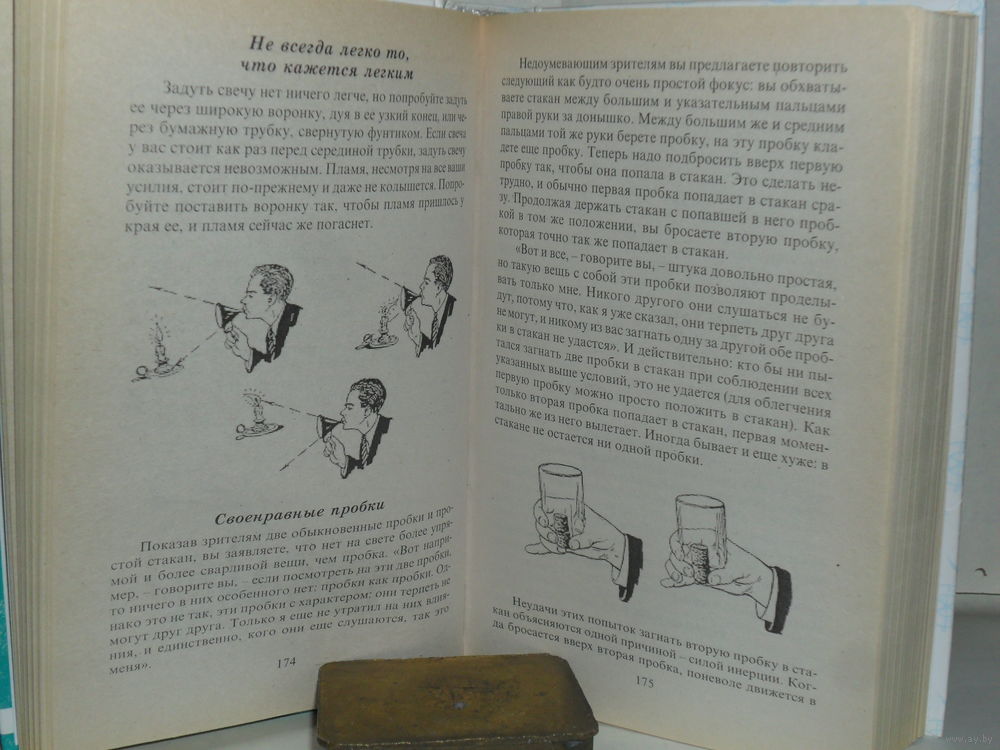 Не всегда легко то,
что кажется легким
Задуть свечу нет ничего легче, но попробуйте задуть
ее через широкую воронку, дуя в ее узкий конец, или че-
рез бумажную трубку, свернутую фунтиком. Если свеча
у вас стоит как раз перед серединой трубки, задуть свечу
оказывается невозможным. Пламя, несмотря на все ваши
усилия, стоит по-прежнему и даже не колышется. Попро-
буйте поставить воронку так, чтобы пламя пришлось у
края ее, и пламя сейчас же погаснет.
Своенравные пробки
Показав зрителям две обыкновенные пробки и про-
стой стакан, вы заявляете, что нет на свете более упря-
мой и более сварливой вещи, чем пробка. «Вот напри-
мер, – говорите вы, – если посмотреть на эти две пробки,
то ничего в них особенного нет: пробки как пробки. Од-
нако это не так, эти пробки с характером: они терпеть не
могут друг друга. Только я еще не утратил на них влия-
ния, и единственно, кого они еще слушаются, так это
меня».
174
Недоумевающим зрителям вы предлагаете повторить
следующий как будто очень простой фокус: вы обхваты-
ваете стакан между большим и указательным пальцами
правой руки за донышко. Между большим же и средним
пальцами той же руки берете пробку, на эту пробку кла-
дете еще пробку. Теперь надо подбросить вверх первую
пробку так, чтобы она попала в стакан. Это сделать не-
трудно, и обычно первая пробка попадает в стакан сра-
зу. Продолжая держать стакан с попавшей в него проб-
кой в том же положении, вы бросаете вторую пробку,
которая точно так же попадает в стакан.
«Вот и все, – говорите вы, – штука довольно простая,
но такую вещь с собой эти пробки позволяют проделы-
вать только мне. Никого другого они слушаться не бу-
дут, потому что, как я уже сказал, они терпеть друг друга
не могут, и никому из вас загнать одну за другой обе проб-
ки в стакан не удастся». И действительно: кто бы ни пы-
тался загнать две пробки в стакан при соблюдении всех
указанных выше условий, это не удается (для облегчения
первую пробку можно просто положить в стакан). Как
только вторая пробка попадает в стакан, первая момен-
тально же из него вылетает. Иногда бывает и еще хуже: в
стакане не остается ни одной пробки.
Неудачи этих попыток загнать вторую пробку в ста-
кан объясняются одной причиной – силой инерции. Ког-
да бросается вверх вторая пробка, поневоле движется в
175
www.ay.by